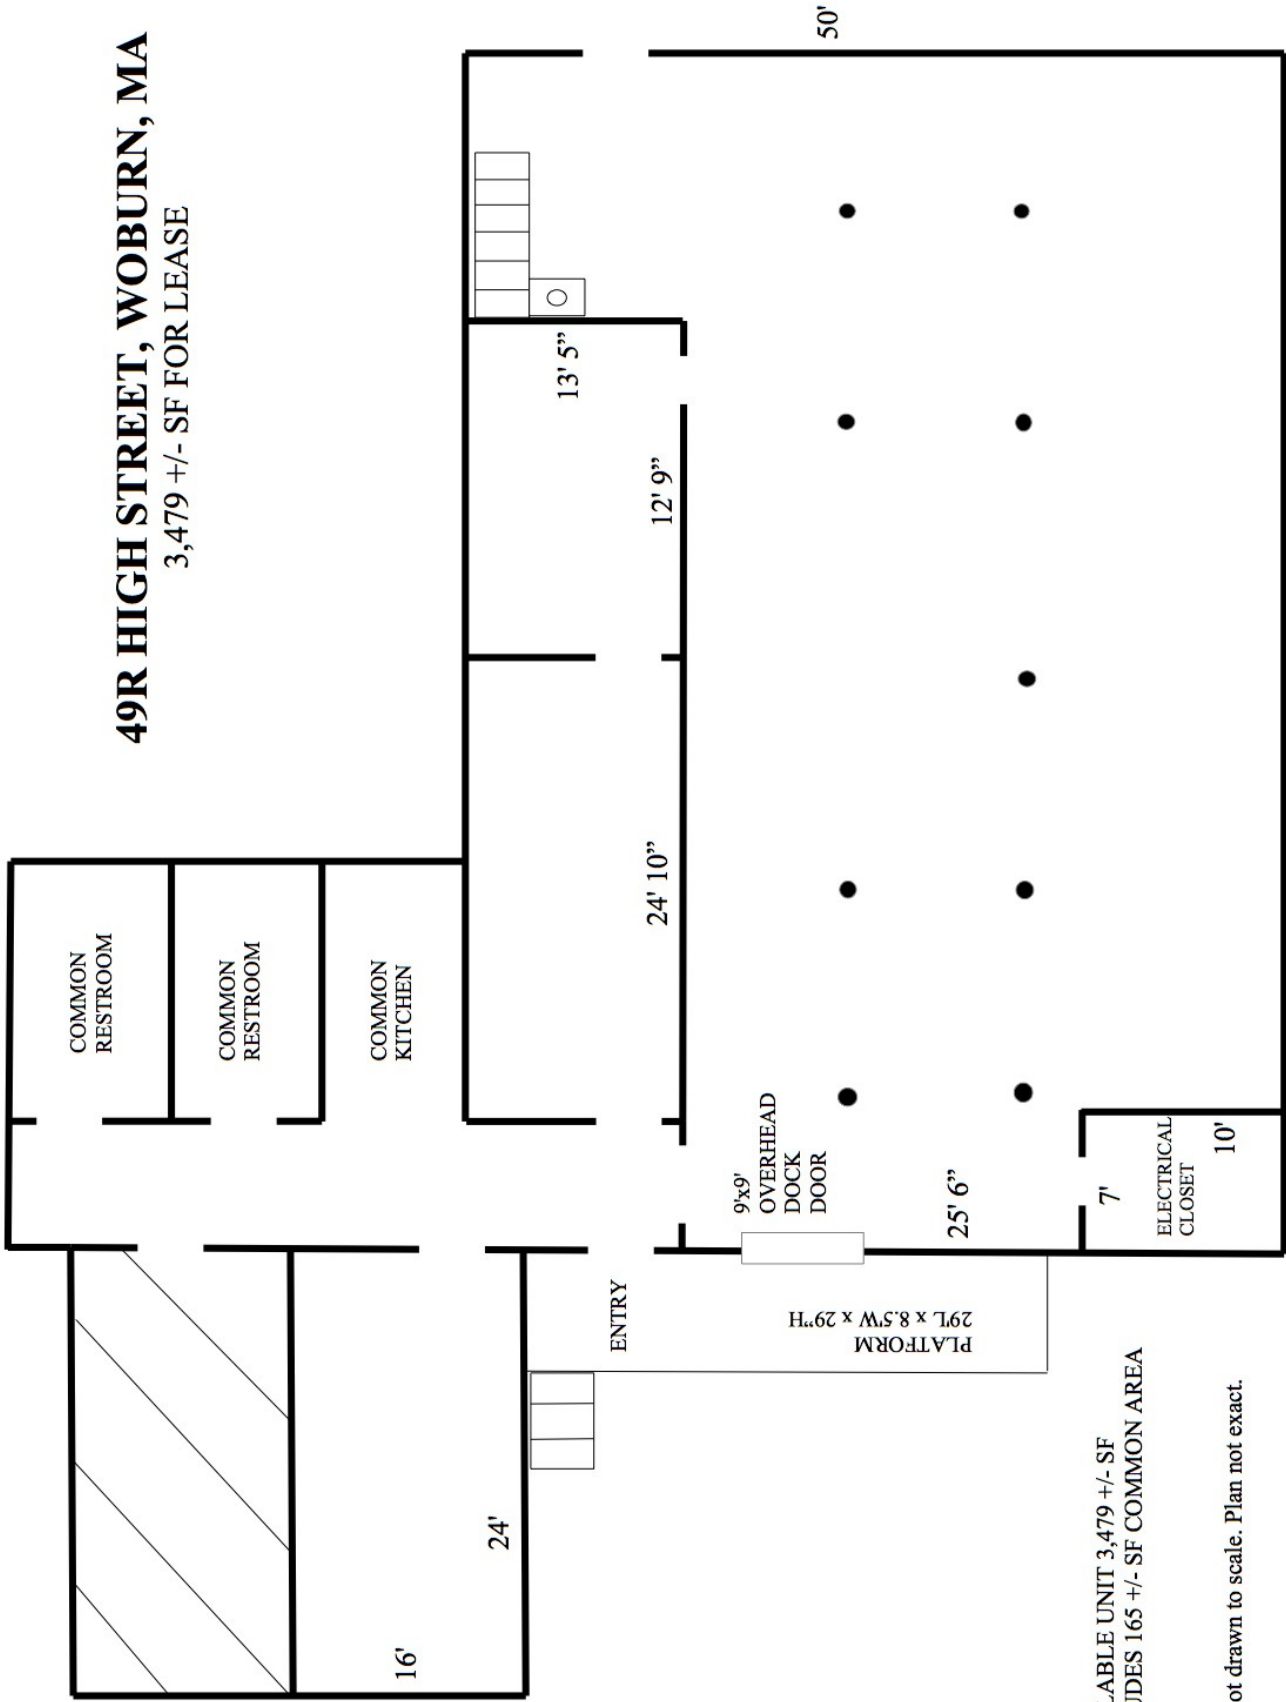 49R HIGH STREET, WOBURN, MA
3,479 +/- SF FOR LEASE
COMMON
RESTROOM
COMMON
RESTROOM
COMMON
KITCHEN
16'
24'
ENTRY
24' 10”
12' 9”
13' 5”
50'
9'x9'
OVERHEAD
DOCK
DOOR
PLATFORM
29'L x 8.5'W x 29”H
25' 6”
7'
ELECTRICAL
CLOSET
10'
UNIT 3,479 +/- SF
165 +/- SF COMMON AREA
drawn to scale. Plan not exact.